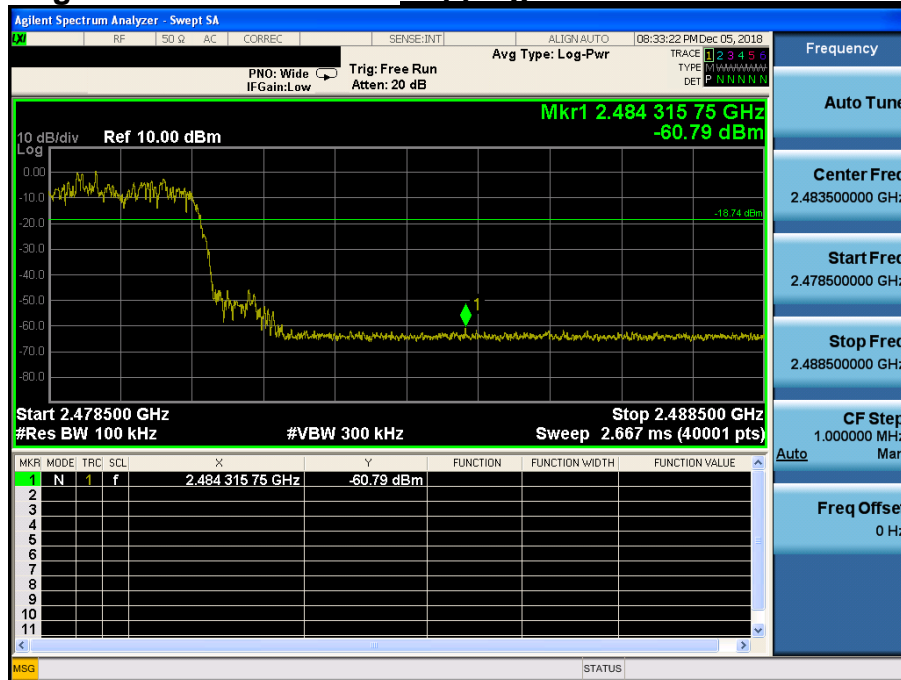 Agilent Spectrum Analyzer - Swept SA
LXI RF 50 Ω AC CORREC SENSE:INT ALIGN AUTO 08:33:22 PM Dec 05, 2018
Avg Type: Log-Pwr TRACE 1 2 3 4 5 6
PNO: Wide Trig: Free Run TYPE M W W W W W
IFGain:Low Atten: 20 dB DET P N N N N N
Mkr1 2.484 315 75 GHz
10 dB/div Ref 10.00 dBm -60.79 dBm
Log
0.00
-10.0
-18.74 dBm
-20.0
-30.0
-40.0
-50.0
1
-60.0
-70.0
-80.0
Start 2.478500 GHz Stop 2.488500 GHz
#Res BW 100 kHz #VBW 300 kHz Sweep 2.667 ms (40001 pts)
MKR MODE TRC SCL X Y FUNCTION FUNCTION WIDTH FUNCTION VALUE
1 N 1 f 2.484 315 75 GHz -60.79 dBm
2
3
4
5
6
7
8
9
10
11
MSG STATUS
Frequency
Auto Tune
Center Freq
2.483500000 GHz
Start Freq
2.478500000 GHz
Stop Freq
2.488500000 GHz
CF Step
1.000000 MHz
Auto Man
Freq Offset
0 Hz